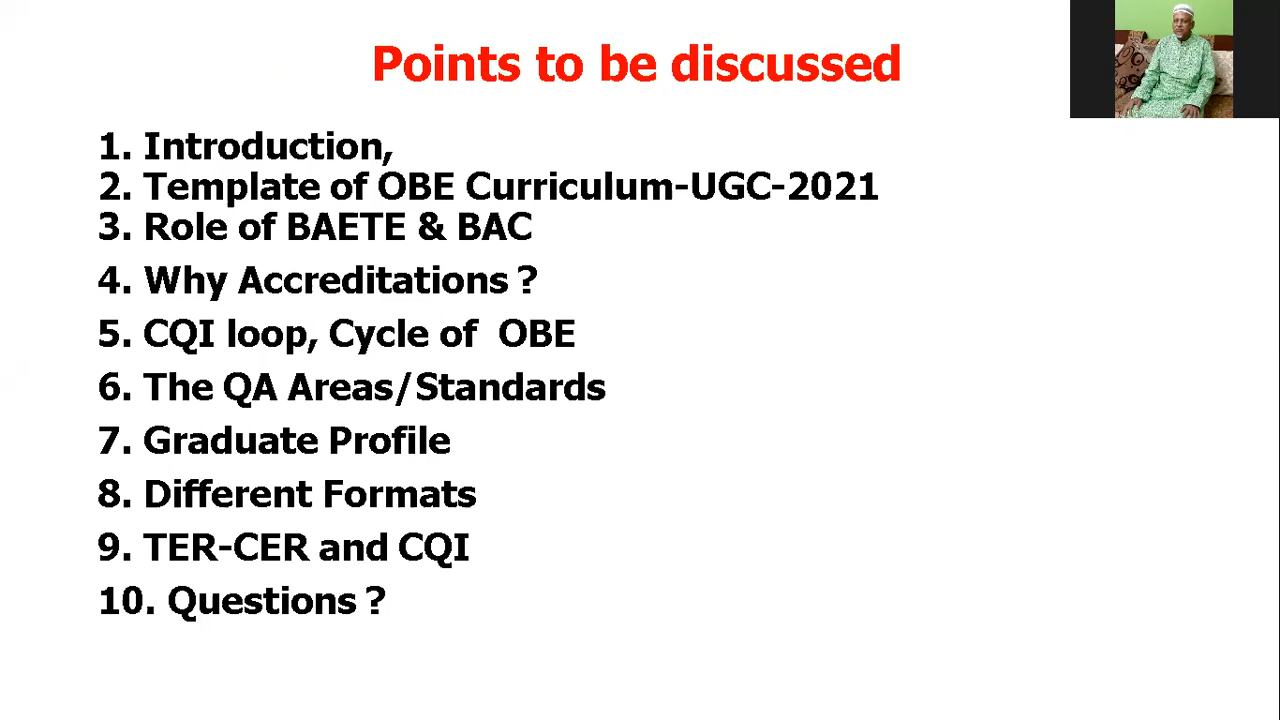 Points to be discussed
1. Introduction,
2. Template of OBE Curriculum-UGC-2021
3. Role of BAETE & BAC
4. Why Accreditations ?
5. CQI loop, Cycle of OBE
6. The QA Areas/Standards
7. Graduate Profile
8. Different Formats
9. TER-CER and CQI
10. Questions ?